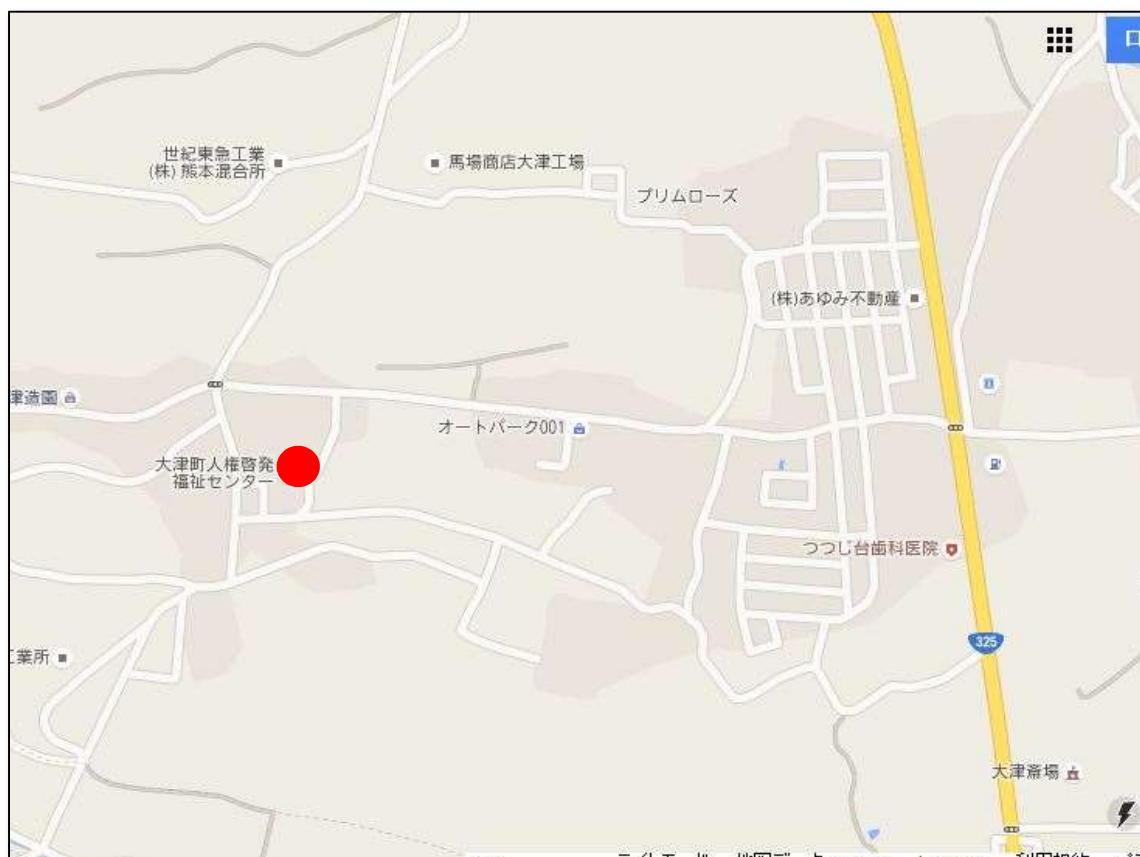 ロ
世紀東急工業
(株)熊本混合所
馬場商店大津工場
プリムローズ
(株)あゆみ不動産
津造園
オートパーク001
大津町人権啓発
福祉センター
つつじ台歯科医院
325
工業所
大津斎場